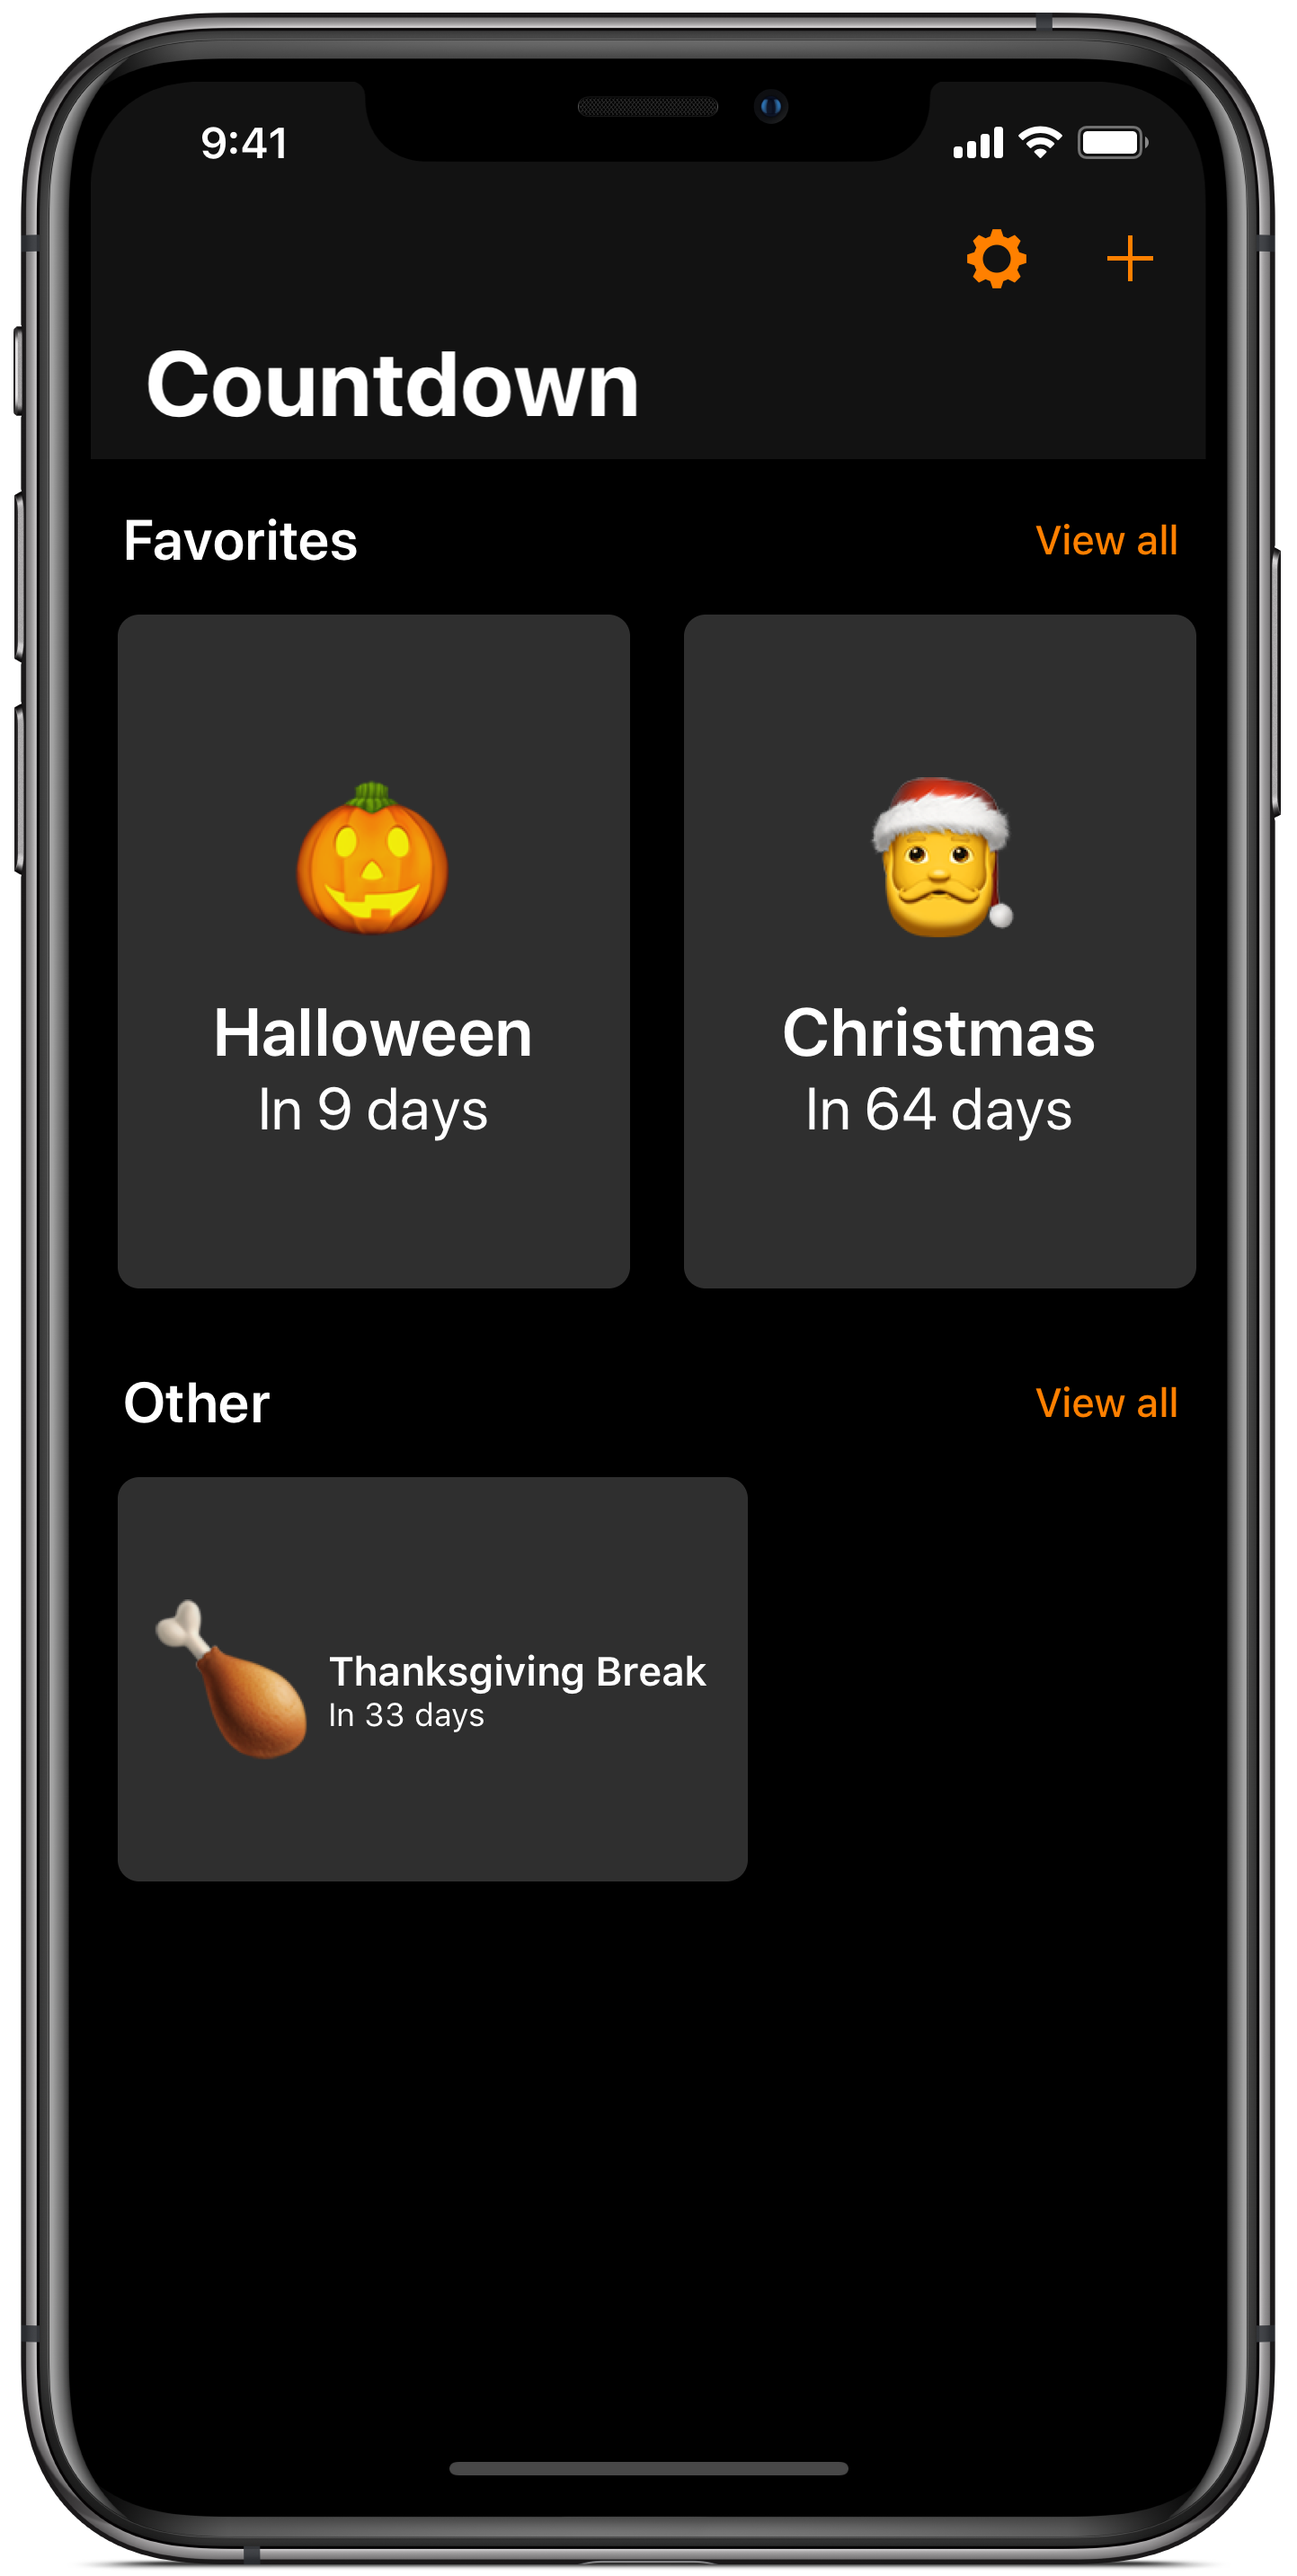 9:41
Countdown
Favorites
View all
Halloween
In 9 days
Christmas
In 64 days
Other
View all
Thanksgiving Break
In 33 days